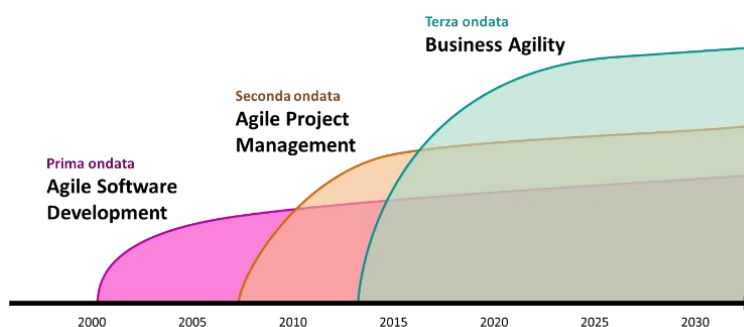 Terza ondata
Business Agility
Seconda ondata
Agile Project
Management
Prima ondata
Agile Software
Development
2000 2005 2010 2015 2020 2025 2030